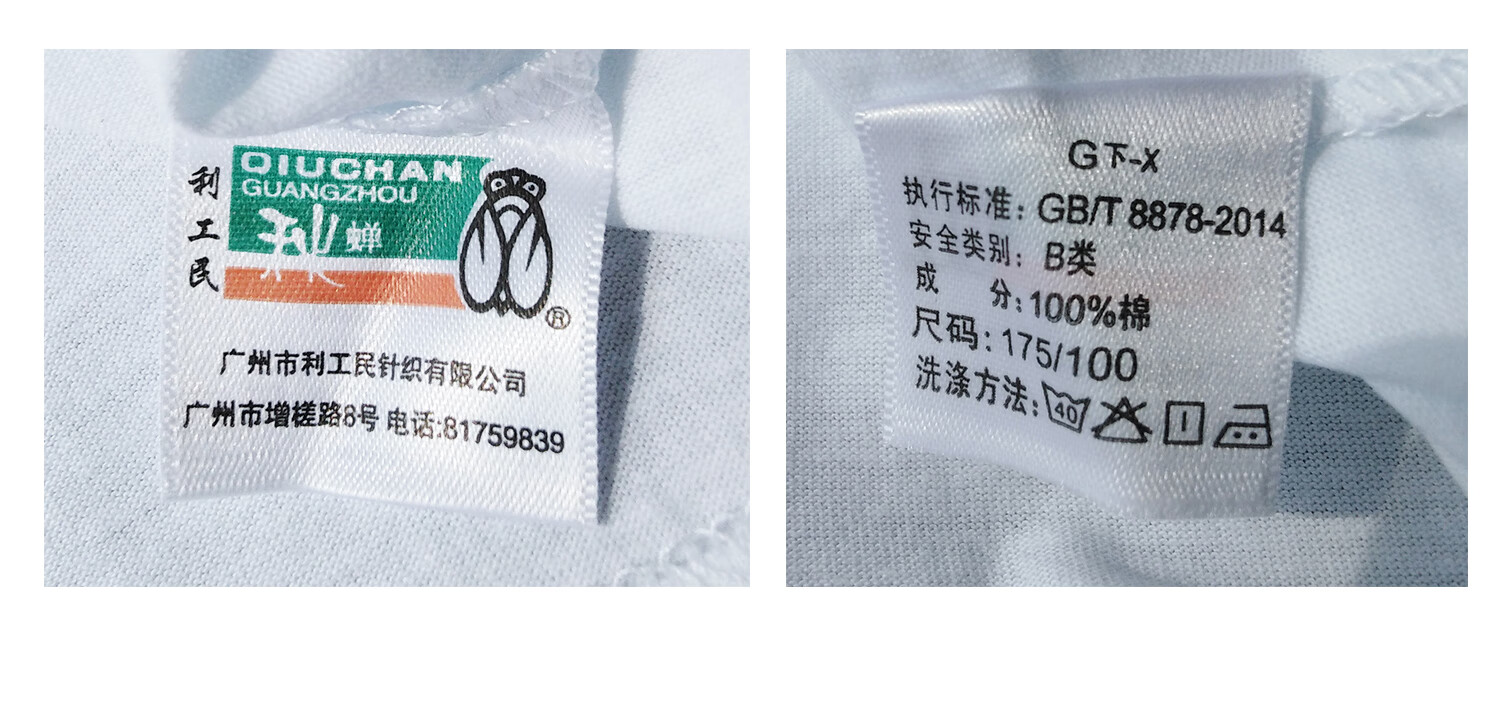 利工民
QIUCHAN
GUANGZHOU
秋蝉
®
广州市利工民针织有限公司
广州市增槎路8号 电话:81759839
G下-X
执行标准: GB/T 8878-2014
安全类别: B类
成 分: 100%棉
尺码: 175/100
洗涤方法: 40